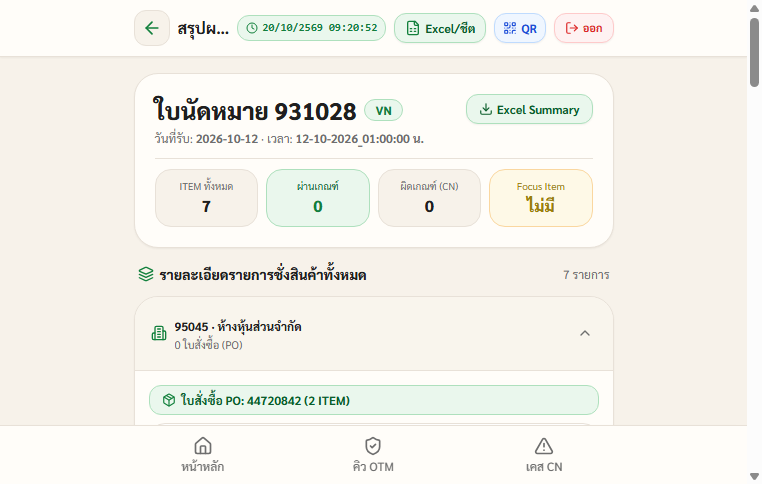 สรุปผ...
20/10/2569 09:20:52
Excel/ชีต
QR
ออก
ใบนัดหมาย 931028
VN
Excel Summary
วันที่รับ: 2026-10-12 · เวลา: 12-10-2026_01:00:00 น.
ITEM ทั้งหมด
7
ผ่านเกณฑ์
0
ผิดเกณฑ์ (CN)
0
Focus Item
ไม่มี
รายละเอียดรายการชั่งสินค้าทั้งหมด
7 รายการ
95045 · ห้างหุ้นส่วนจำกัด
0 ใบสั่งซื้อ (PO)
ใบสั่งซื้อ PO: 44720842 (2 ITEM)
หน้าหลัก
คิว OTM
เคส CN